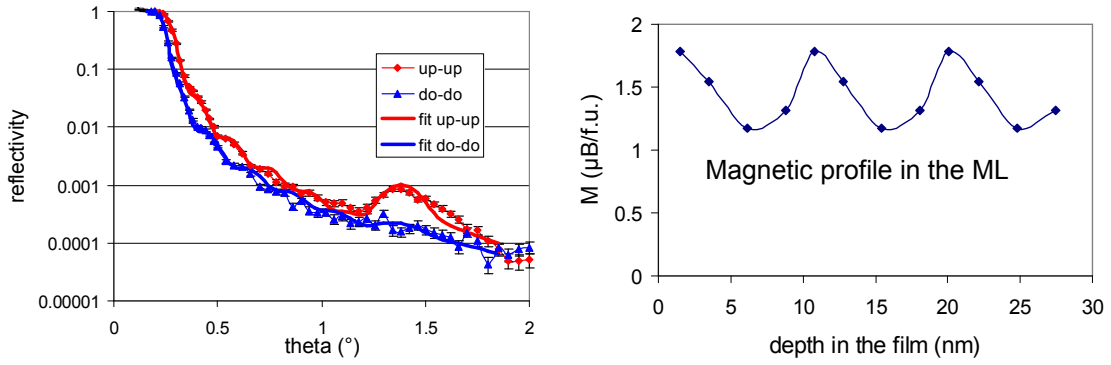 1
0.1
0.01
0.001
0.0001
0.00001
reflectivity
up-up
do-do
fit up-up
fit do-do
0
0.5
1
1.5
2
theta (°)
2
1.5
1
0.5
0
M (µB/f.u.)
Magnetic profile in the ML
0
5
10
15
20
25
30
depth in the film (nm)